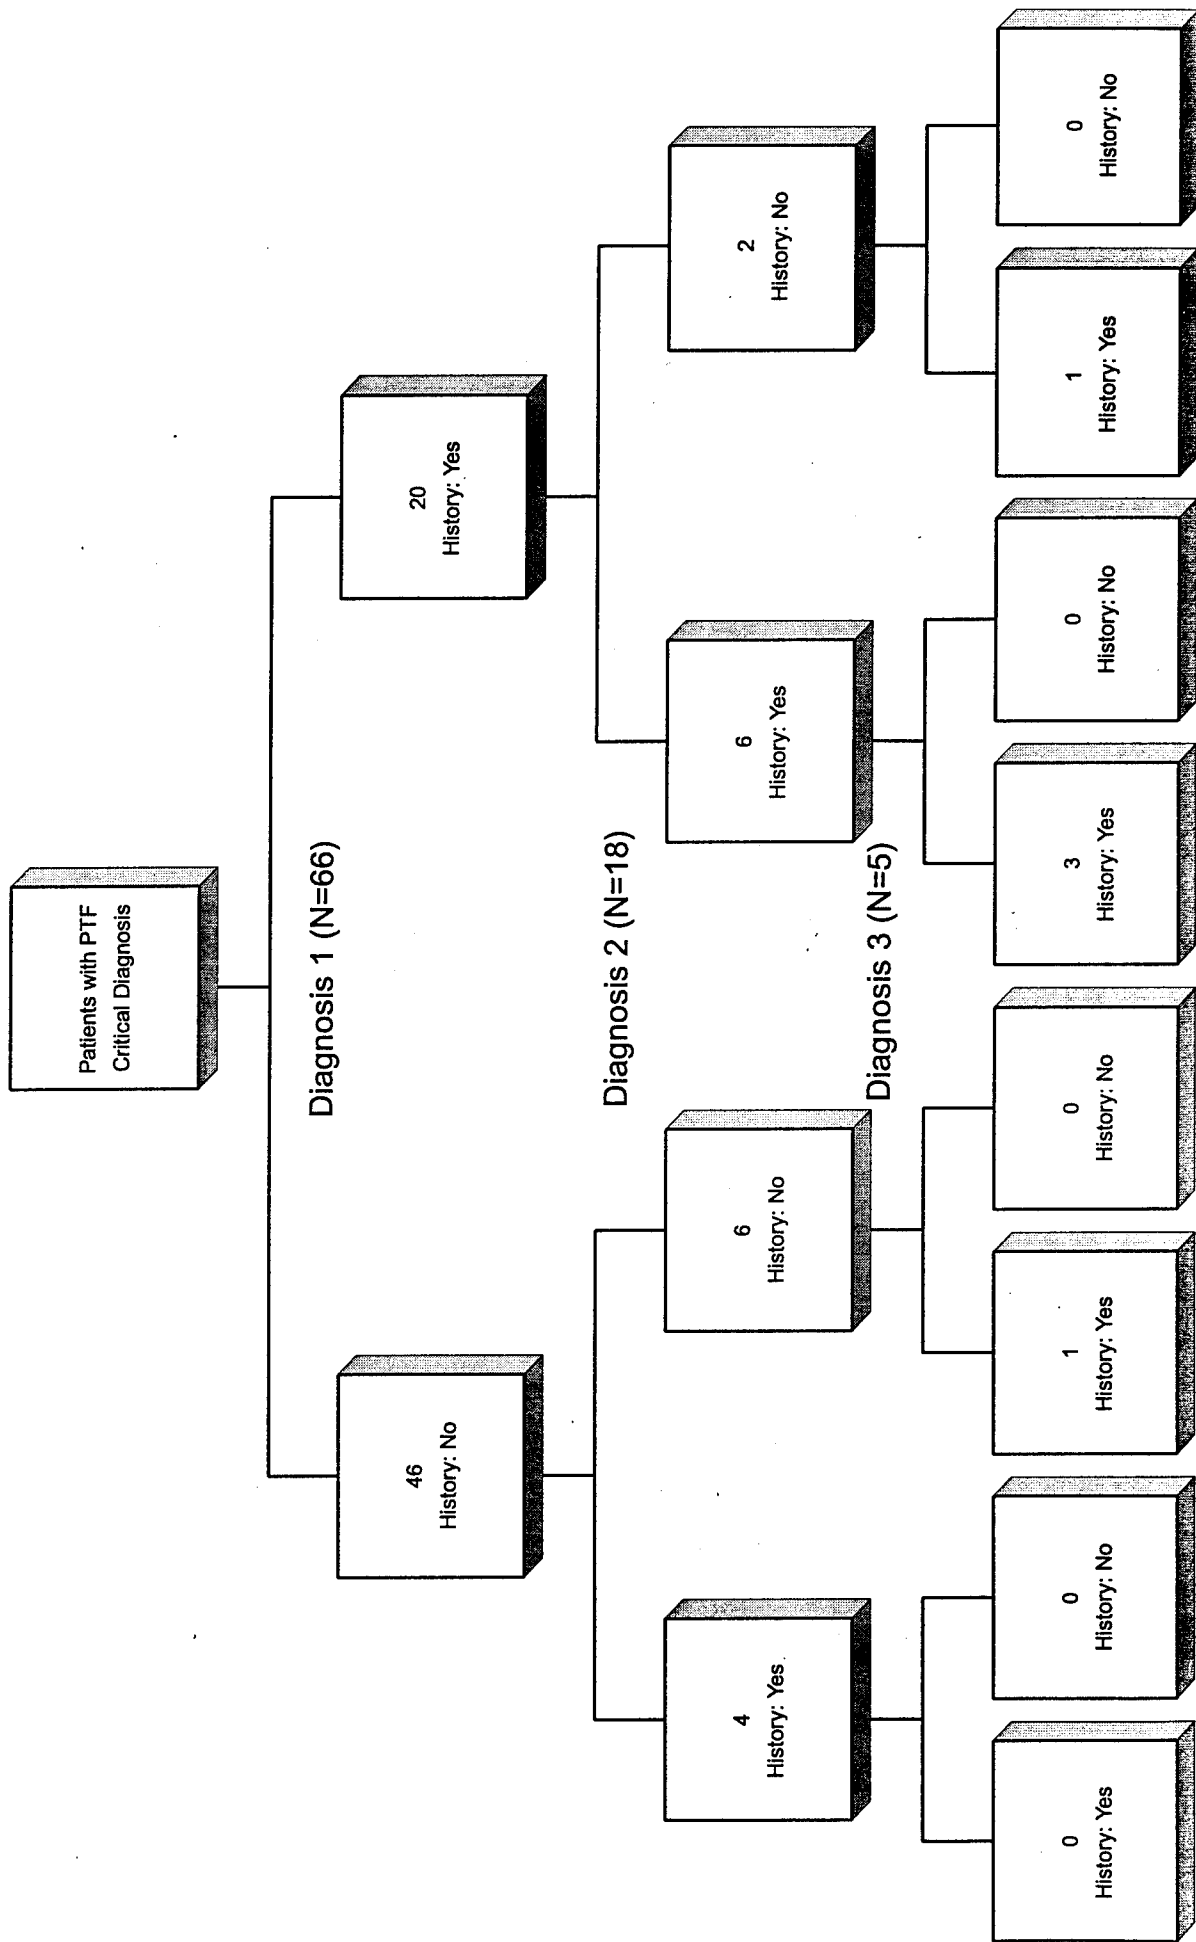 Patients with PTF
Critical Diagnosis
Diagnosis 1 (N=66)
46
History: No
20
History: Yes
Diagnosis 2 (N=18)
4
History: Yes
6
History: No
6
History: Yes
2
History: No
Diagnosis 3 (N=5)
0
History: Yes
0
History: No
1
History: Yes
0
History: No
3
History: Yes
0
History: No
1
History: Yes
0
History: No